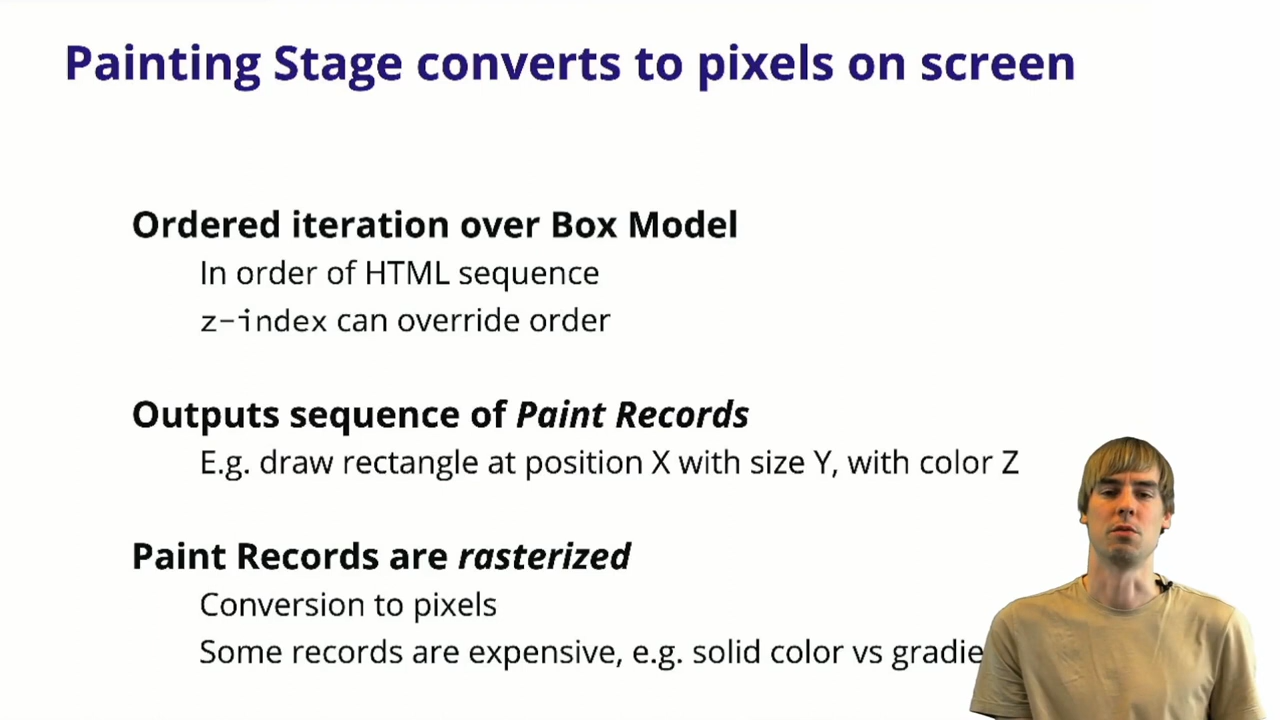 Painting Stage converts to pixels on screen
Ordered iteration over Box Model
In order of HTML sequence
z-index can override order
Outputs sequence of Paint Records
E.g. draw rectangle at position X with size Y, with color Z
Paint Records are rasterized
Conversion to pixels
Some records are expensive, e.g. solid color vs